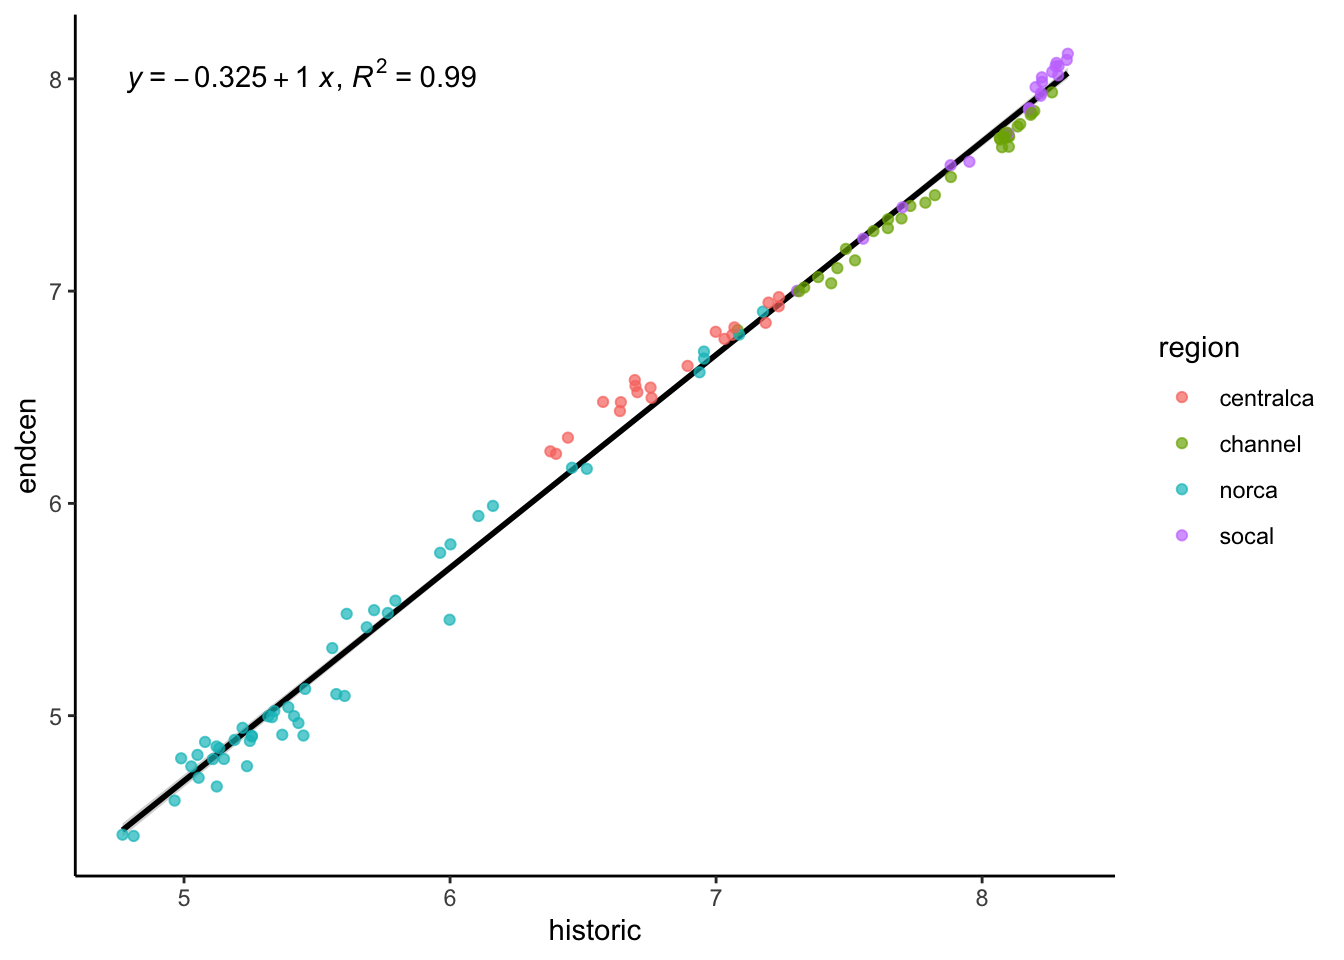 y = −0.325 + 1 x, R² = 0.99
8
7
6
5
endcen
5 6 7 8
historic
region
centralca
channel
norca
socal